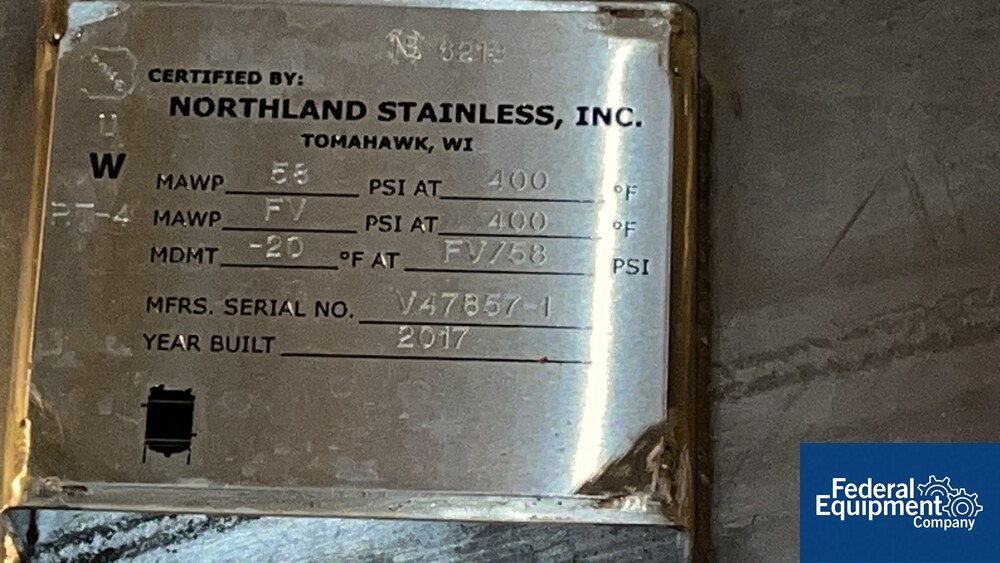 NB 6213
U
CERTIFIED BY:
NORTHLAND STAINLESS, INC.
TOMAHAWK, WI
W
RT-4
MAWP 58 PSI AT 400 °F
MAWP FV PSI AT 400 °F
MDMT -20 °F AT FV/58 PSI
MFRS. SERIAL NO. V47857-1
YEAR BUILT 2017
Federal
Equipment
Company